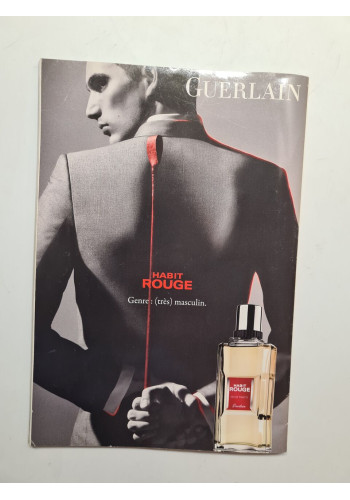 GUERLAIN
HABIT
ROUGE
Genre : (très) masculin.
HABIT
ROUGE
Guerlain